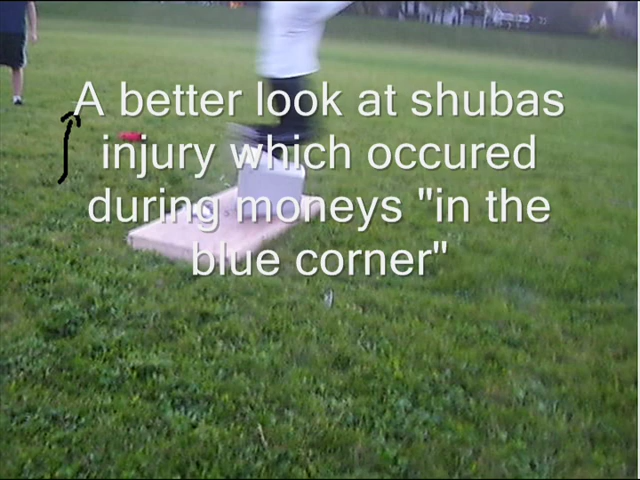 A better look at shubas
injury which occured
during moneys "in the
blue corner"